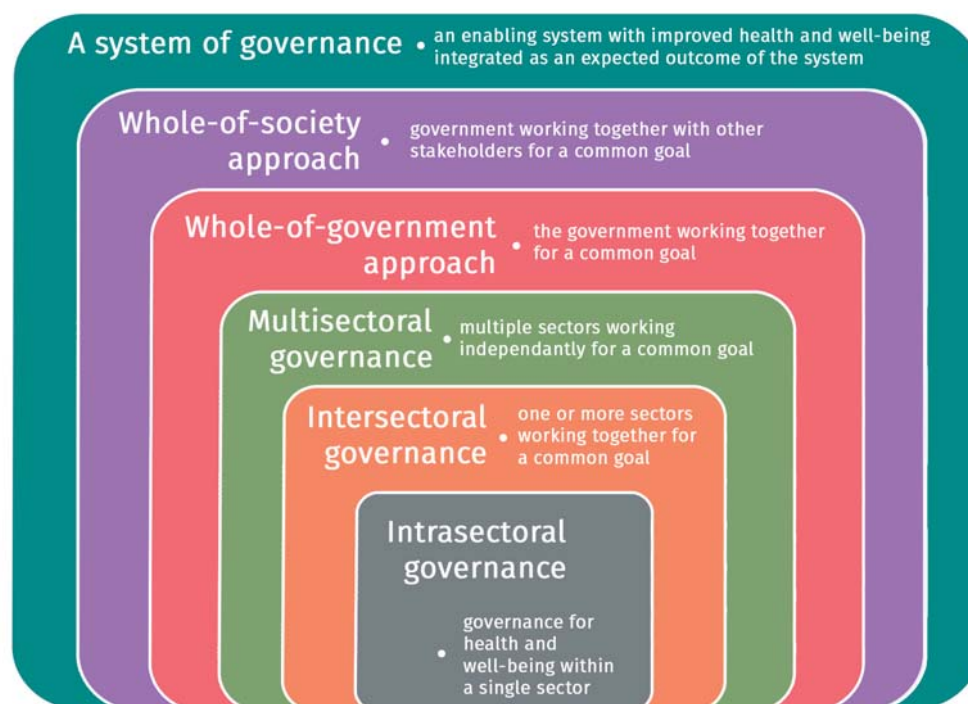 A system of governance • an enabling system with improved health and well-being
integrated as an expected outcome of the system
Whole-of-society
approach
• government working together with other
stakeholders for a common goal
Whole-of-government
approach
• the government working together
for a common goal
Multisectoral
governance
• multiple sectors working
independantly for a common goal
Intersectoral
governance
• one or more sectors
working together for
a common goal
Intrasectoral
governance
• governance for
health and
well-being within
a single sector